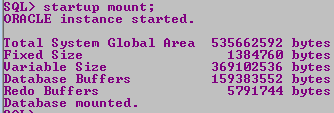 SQL> startup mount;
ORACLE instance started.
Total System Global Area  535662592 bytes
Fixed Size                  1384760 bytes
Variable Size             369102536 bytes
Database Buffers          159383552 bytes
Redo Buffers                5791744 bytes
Database mounted.
SQL>